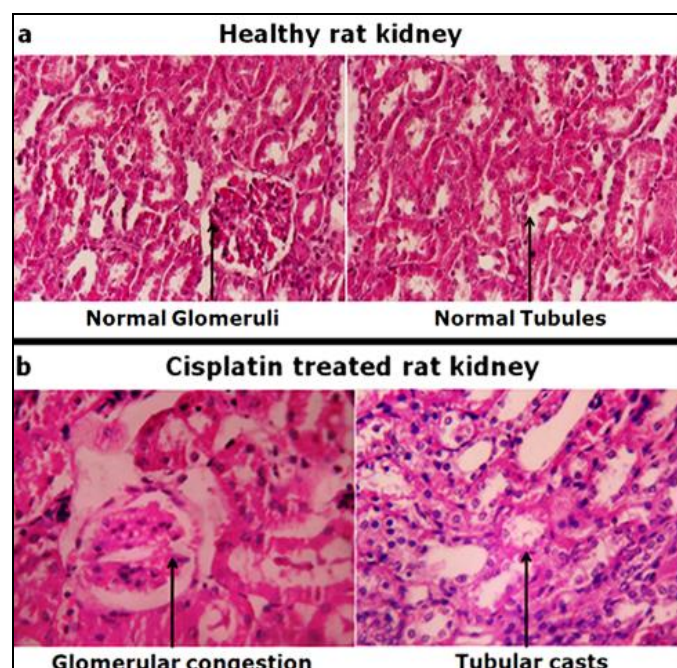 a Healthy rat kidney
Normal Glomeruli Normal Tubules
b Cisplatin treated rat kidney
Glomerular congestion Tubular casts